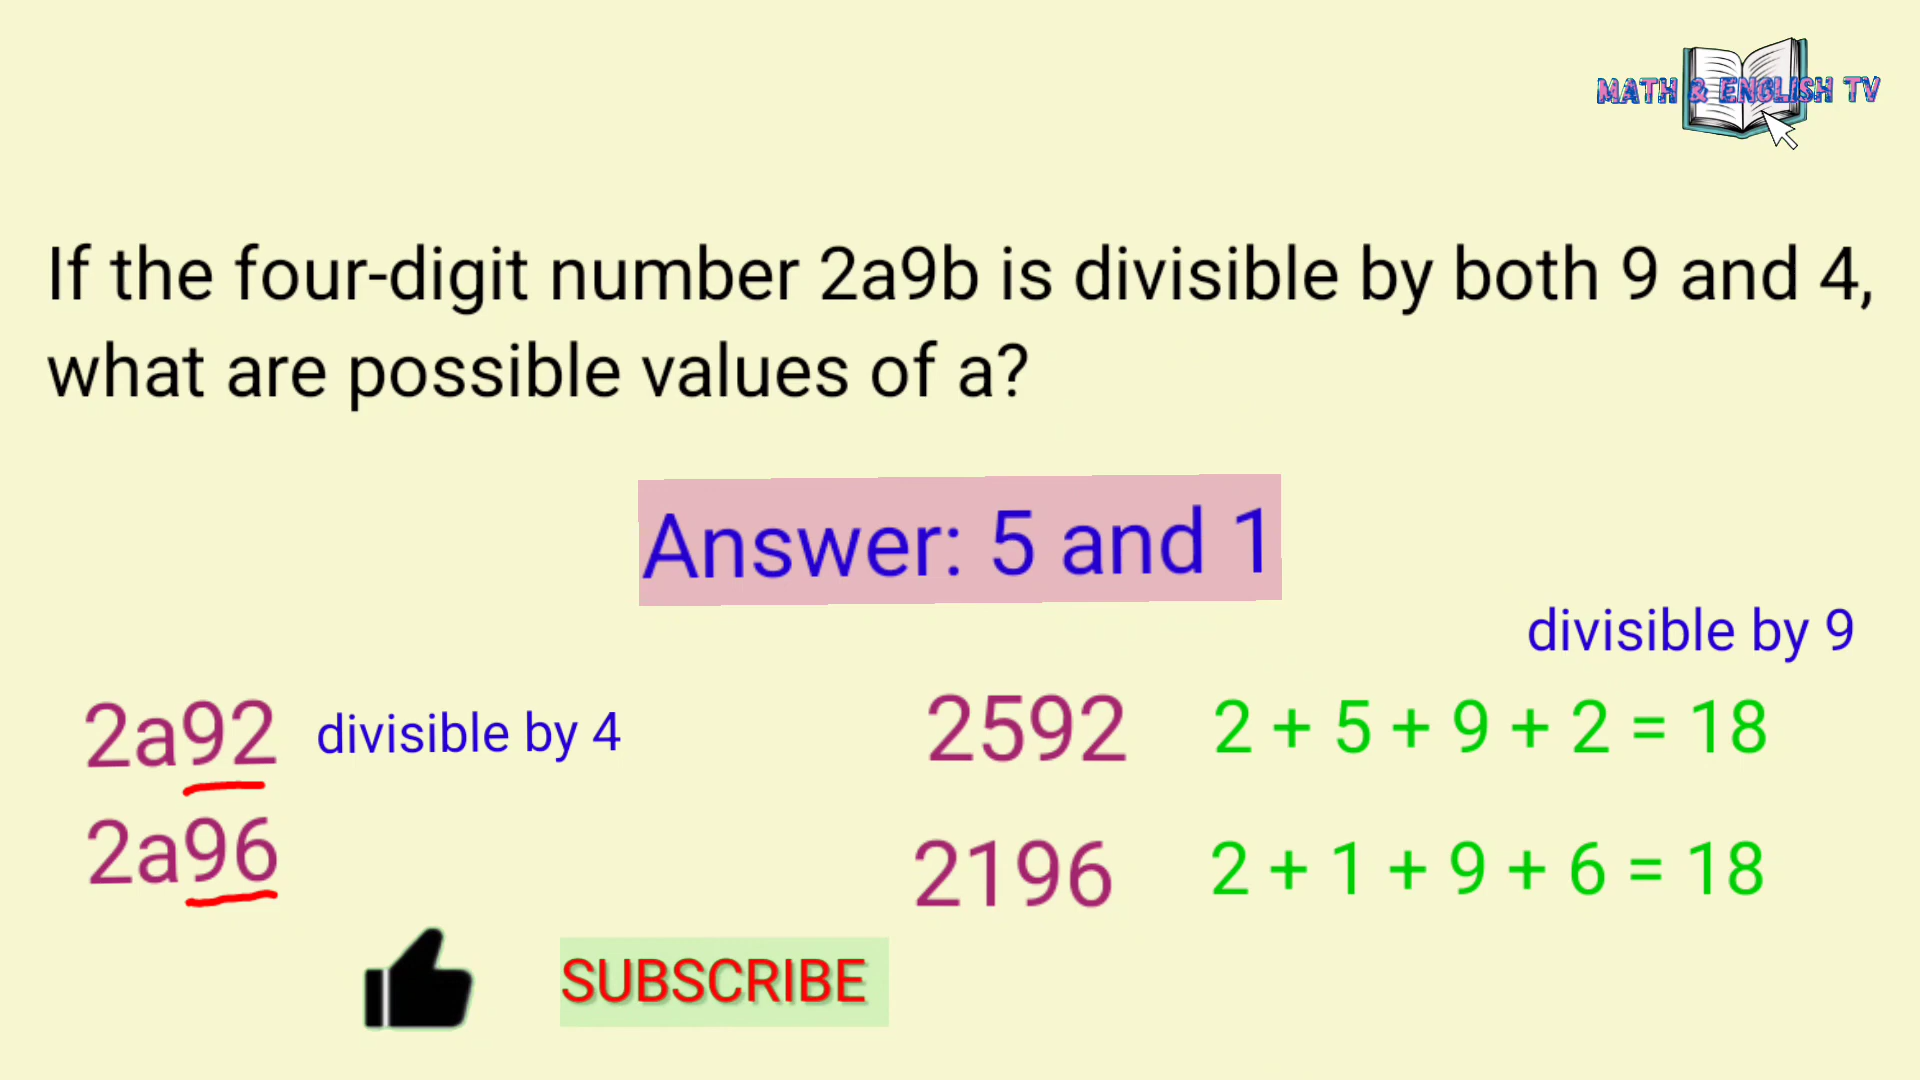 MATH & ENGLISH TV
If the four-digit number 2a9b is divisible by both 9 and 4,
what are possible values of a?
Answer: 5 and 1
divisible by 9
2a92 divisible by 4
2592 2 + 5 + 9 + 2 = 18
2a96
2196 2 + 1 + 9 + 6 = 18
SUBSCRIBE